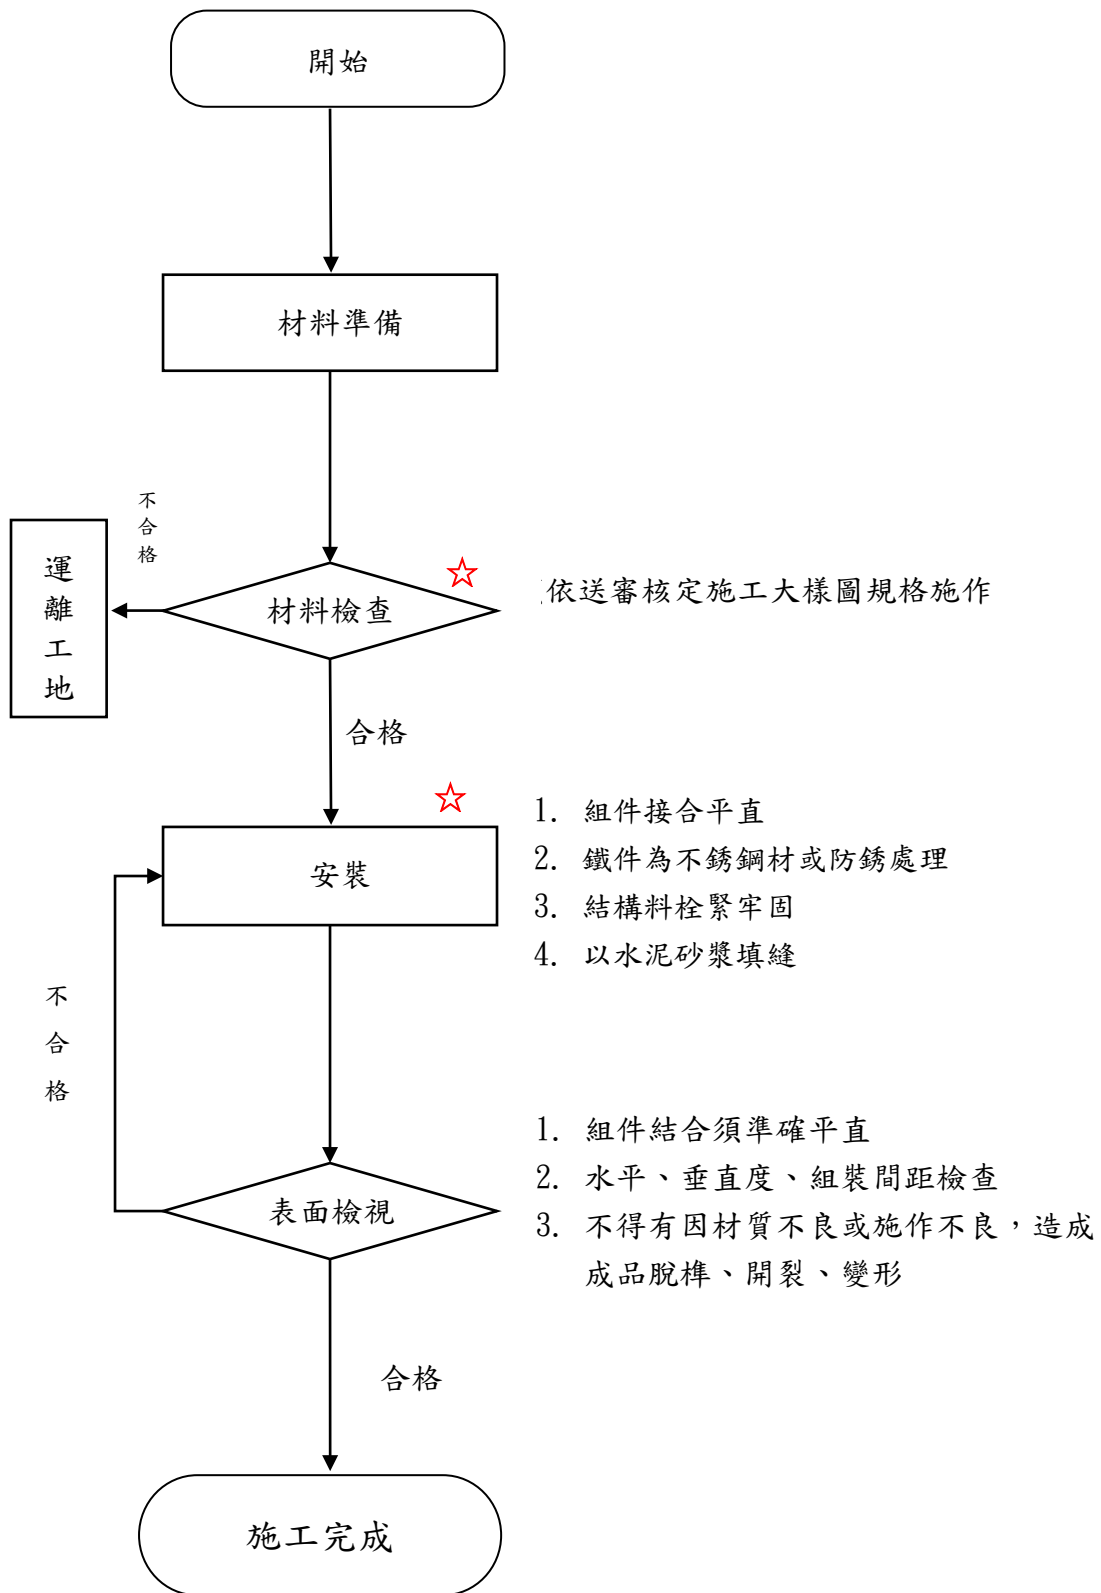 開始
材料準備
不合格
運離工地
材料檢查
依送審核定施工大樣圖規格施作
合格
安裝
1. 組件接合平直
2. 鐵件為不銹鋼材或防銹處理
3. 結構料栓緊牢固
4. 以水泥砂漿填縫
不合格
表面檢視
1. 組件結合須準確平直
2. 水平、垂直度、組裝間距檢查
3. 不得有因材質不良或施作不良，造成
成品脫榫、開裂、變形
合格
施工完成